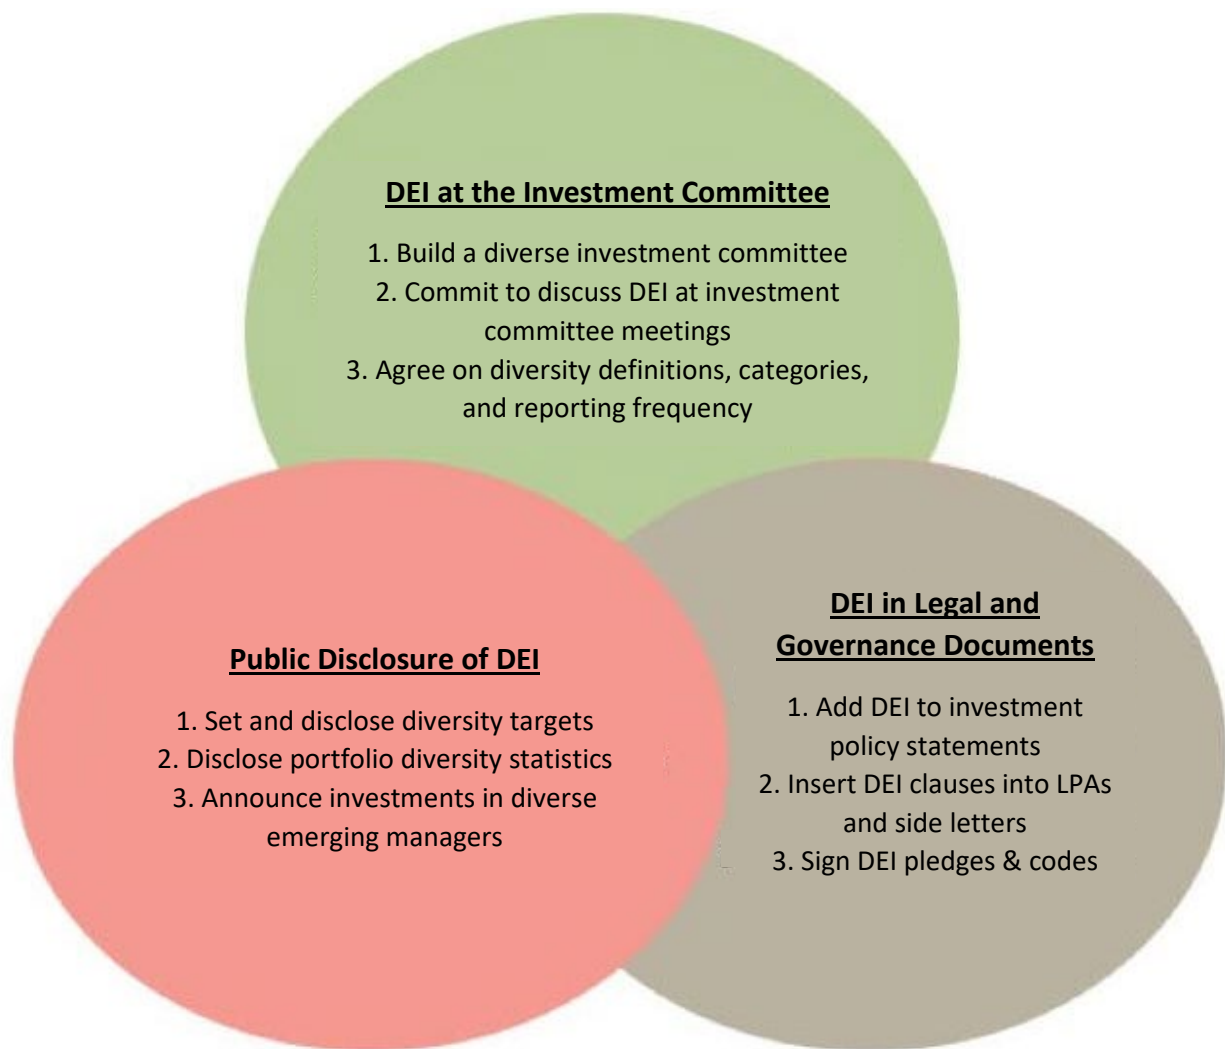 DEI at the Investment Committee
1. Build a diverse investment committee
2. Commit to discuss DEI at investment
committee meetings
3. Agree on diversity definitions, categories,
and reporting frequency
Public Disclosure of DEI
1. Set and disclose diversity targets
2. Disclose portfolio diversity statistics
3. Announce investments in diverse
emerging managers
DEI in Legal and
Governance Documents
1. Add DEI to investment
policy statements
2. Insert DEI clauses into LPAs
and side letters
3. Sign DEI pledges & codes